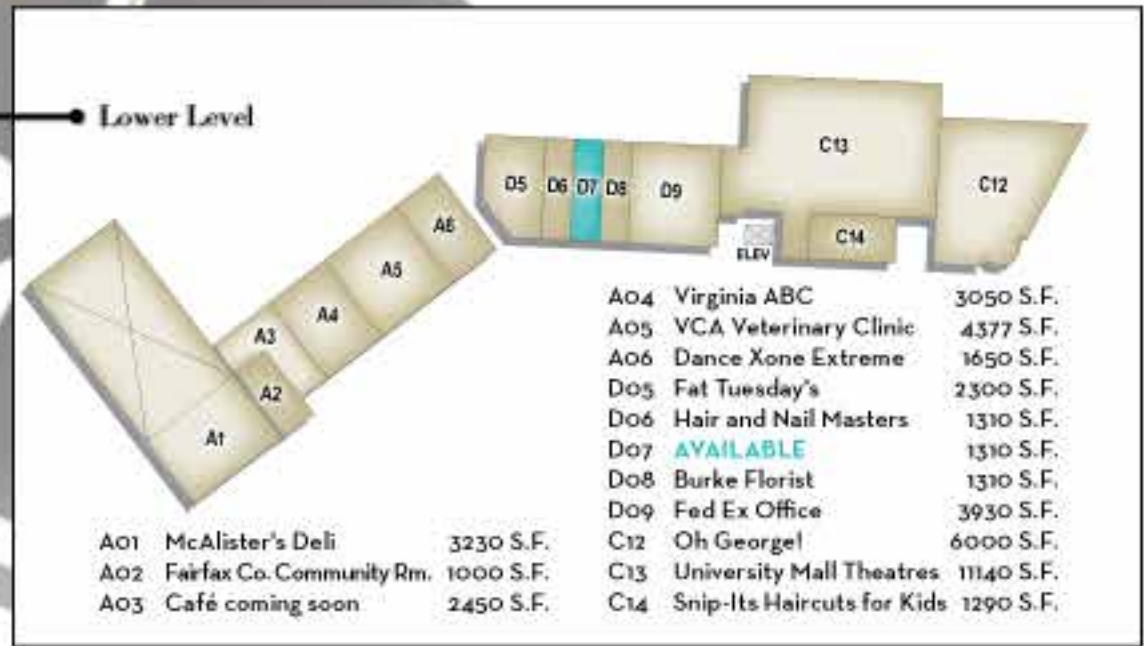 Lower Level
C13
C12
D5 D6 D7 D8 D9
C14
ELEV
A6
A5
A4
A3
A2
A1
A04 Virginia ABC 3050 S.F.
A05 VCA Veterinary Clinic 4377 S.F.
A06 Dance Xone Extreme 1650 S.F.
D05 Fat Tuesday's 2300 S.F.
D06 Hair and Nail Masters 1310 S.F.
D07 AVAILABLE 1310 S.F.
D08 Burke Florist 1310 S.F.
D09 Fed Ex Office 3930 S.F.
C12 Oh George! 6000 S.F.
C13 University Mall Theatres 11140 S.F.
C14 Snip-Its Haircuts for Kids 1290 S.F.
A01 McAlister's Deli 3230 S.F.
A02 Fairfax Co. Community Rm. 1000 S.F.
A03 Café coming soon 2450 S.F.